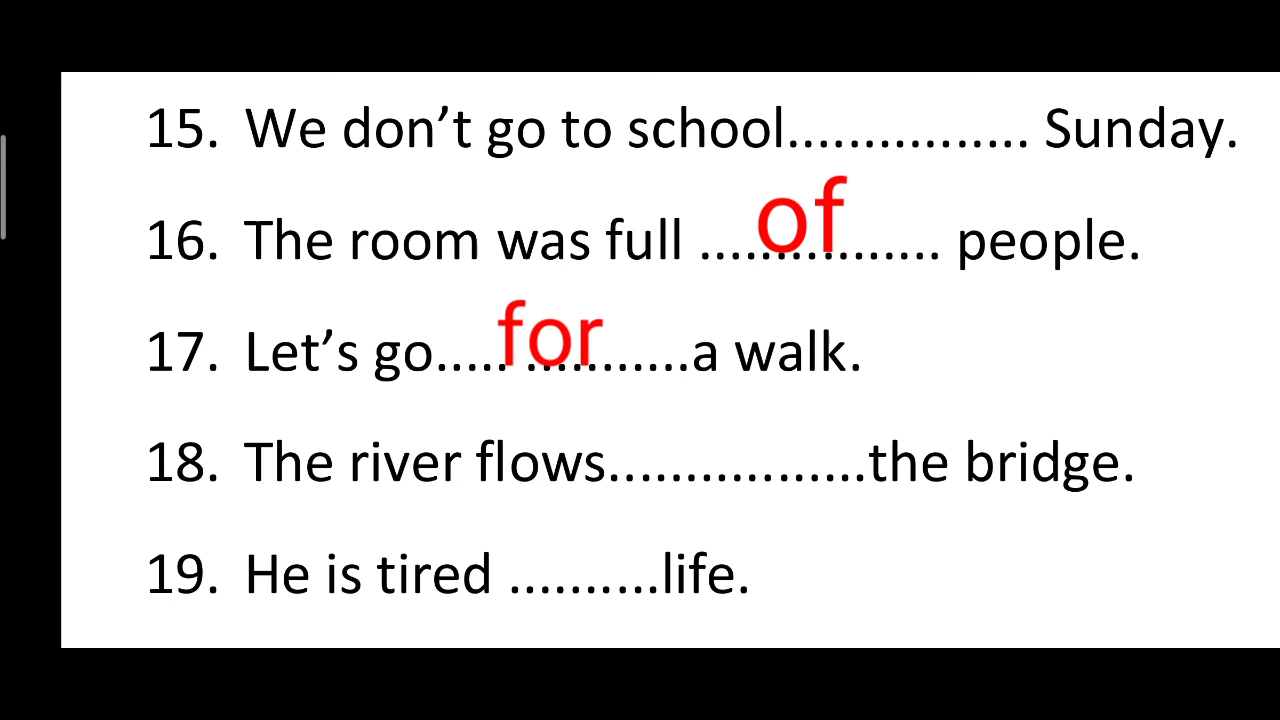 15. We don’t go to school................ Sunday.
16. The room was full ......of.......... people.
17. Let’s go.....for...........a walk.
18. The river flows.................the bridge.
19. He is tired ..........life.